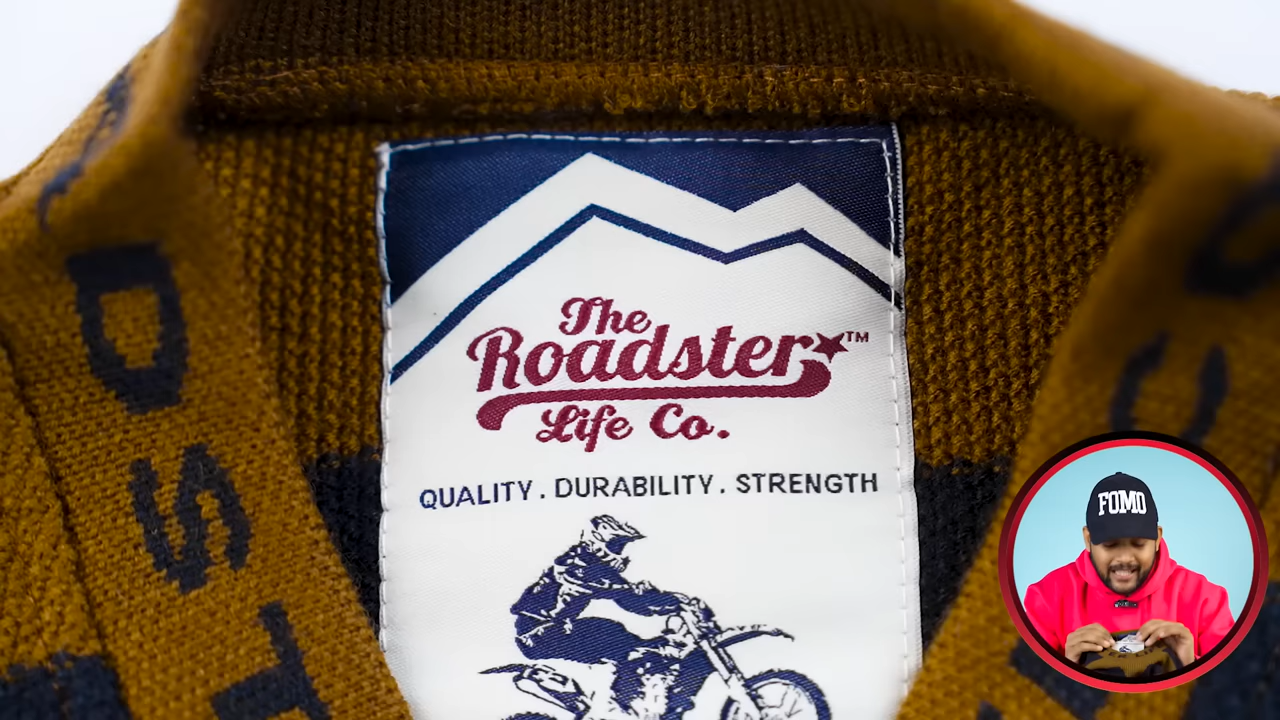 The
Roadster™
Life Co.
QUALITY . DURABILITY . STRENGTH
FOMO
D
S
T